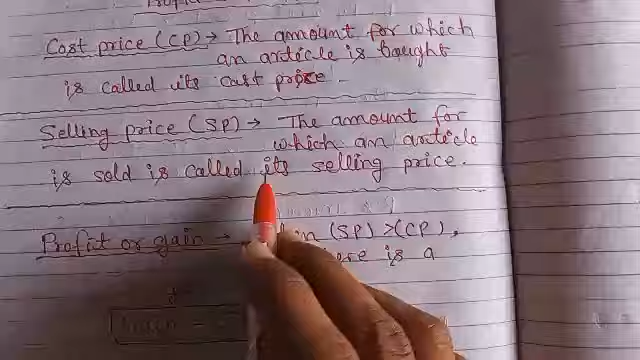 Cost price (CP) → The amount for which
an article is bought
is called its cost price.
Selling price (SP) → The amount for
which an article
is sold is called its selling price.
Profit or gain → (SP) > (CP),
is a